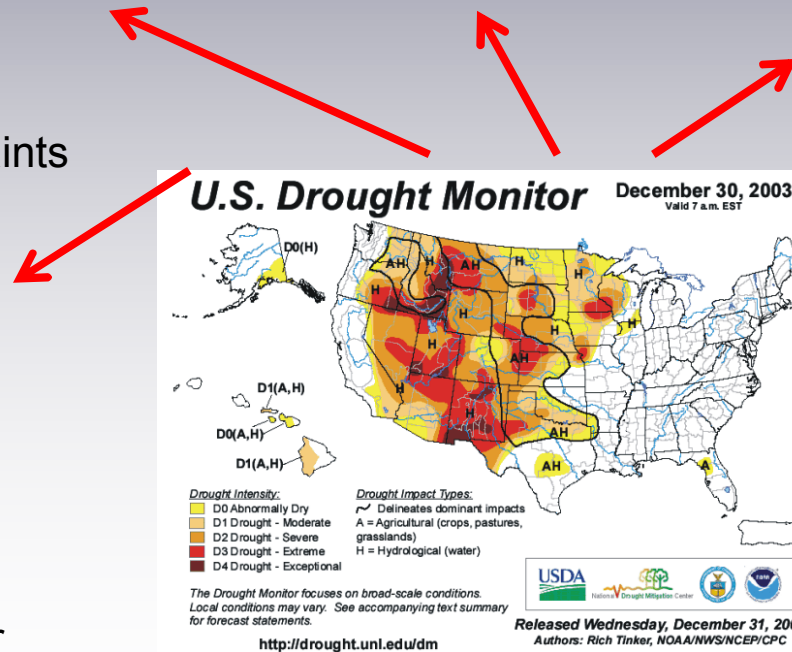 ints
U.S. Drought Monitor
December 30, 2003
Valid 7 a.m. EST
D0(H)
AH
H
AH
H
H
H
H
H
H
AH
H
H
AH
AH
A
D1(A,H)
D0(A,H)
D1(A,H)
Drought Intensity:
D0 Abnormally Dry
D1 Drought - Moderate
D2 Drought - Severe
D3 Drought - Extreme
D4 Drought - Exceptional
Drought Impact Types:
Delineates dominant impacts
A = Agricultural (crops, pastures,
grasslands)
H = Hydrological (water)
The Drought Monitor focuses on broad-scale conditions.
Local conditions may vary. See accompanying text summary
for forecast statements.
http://drought.unl.edu/dm
USDA
National Drought Mitigation Center
Released Wednesday, December 31, 200
Authors: Rich Tinker, NOAA/NWS/NCEP/CPC